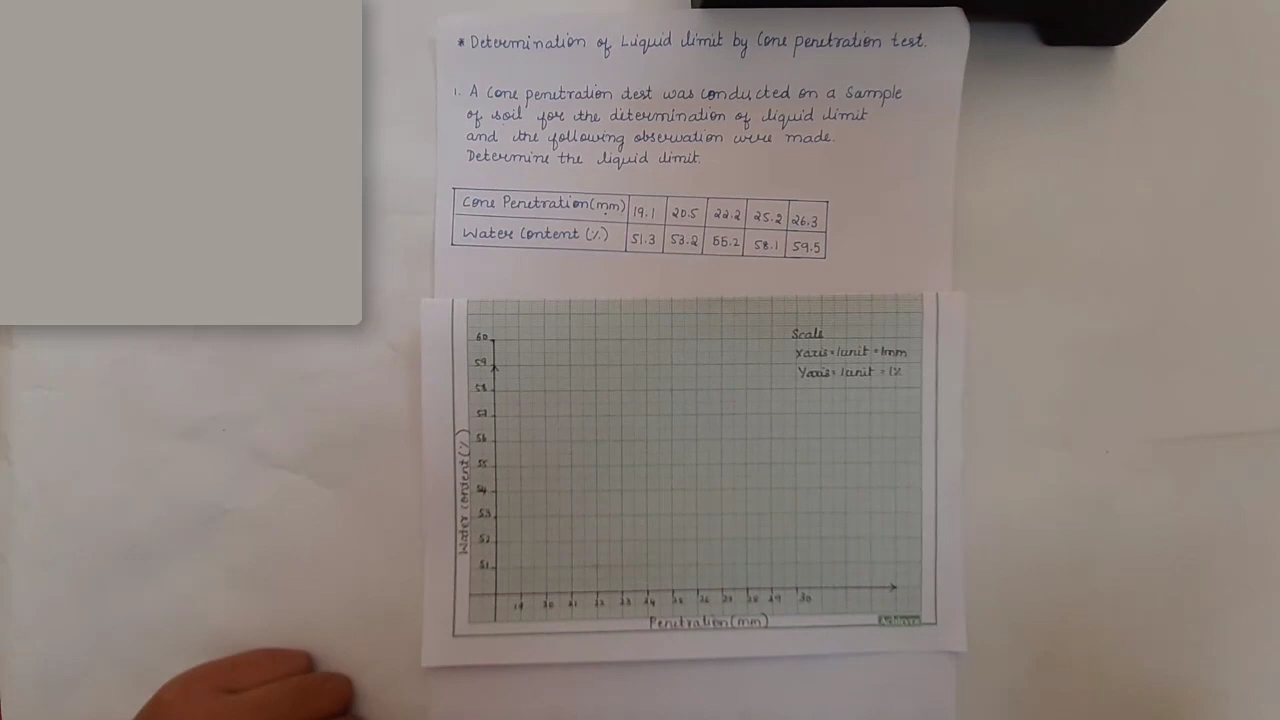 * Determination of Liquid limit by Cone penetration test.
1. A Cone penetration test was conducted on a Sample
of soil for the ditermination of liquid limit
and the following observation were made.
Determine the liquid limit.
Cone Penetration(mm) 19.1 20.5 22.2 25.2 26.3
Water Content (%) 51.3 53.2 55.2 58.1 59.5
Scale
x axis = 1 unit = 1mm
Y axis = 1 unit = 1%
60
59
58
57
56
55
54
53
52
51
Water content (%)
19 20 21 22 23 24 25 26 27 28 29 30
Penetration (mm)